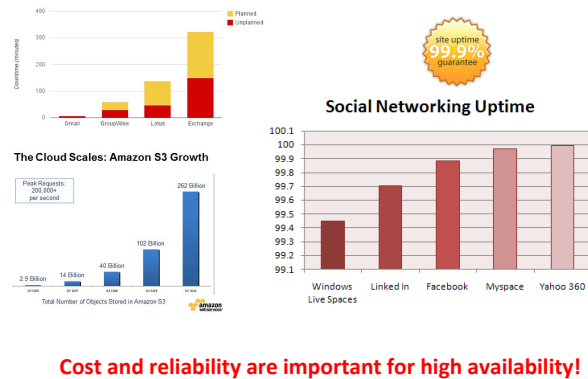 400
300
200
100
0
Downtime (minutes)
Planned
Unplanned
Gmail GroupWise Lotus Exchange
site uptime
99.9%
guarantee
Social Networking Uptime
100.1
100
99.9
99.8
99.7
99.6
99.5
99.4
99.3
99.2
99.1
Windows Live Spaces
Linked In
Facebook
Myspace
Yahoo 360
The Cloud Scales: Amazon S3 Growth
Peak Requests:
200,000+
per second
2.9 Billion
14 Billion
40 Billion
102 Billion
262 Billion
Total Number of Objects Stored in Amazon S3
amazon
webservices
Cost and reliability are important for high availability!